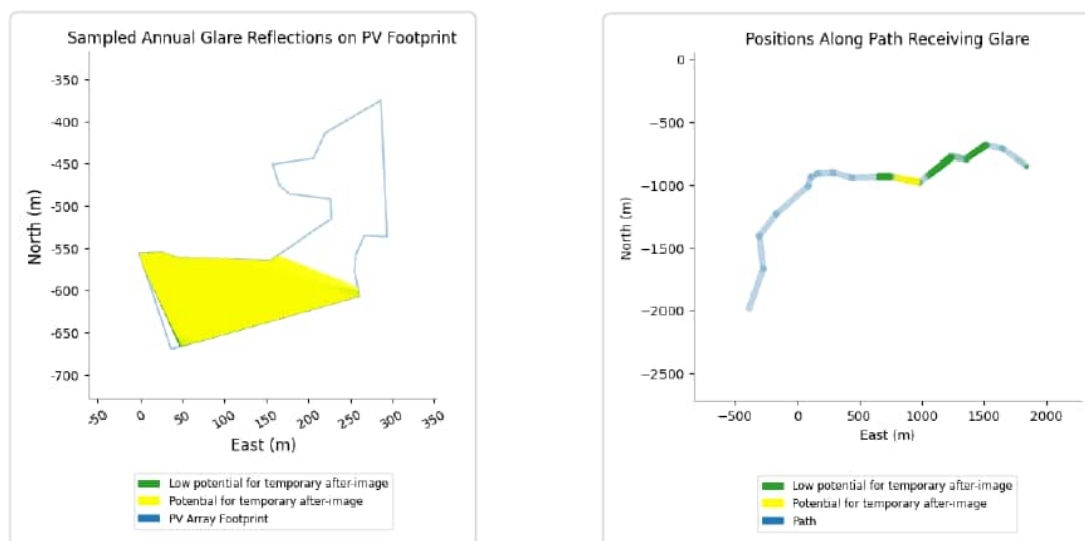 Sampled Annual Glare Reflections on PV Footprint
-350
-400
-450
-500
-550
-600
-650
-700
North (m)
-50
0
50
100
150
200
250
300
350
East (m)
Low potential for temporary after-image
Potential for temporary after-image
PV Array Footprint
Positions Along Path Receiving Glare
0
−500
−1000
−1500
−2000
−2500
North (m)
−500
0
500
1000
1500
2000
East (m)
Low potential for temporary after-image
Potential for temporary after-image
Path